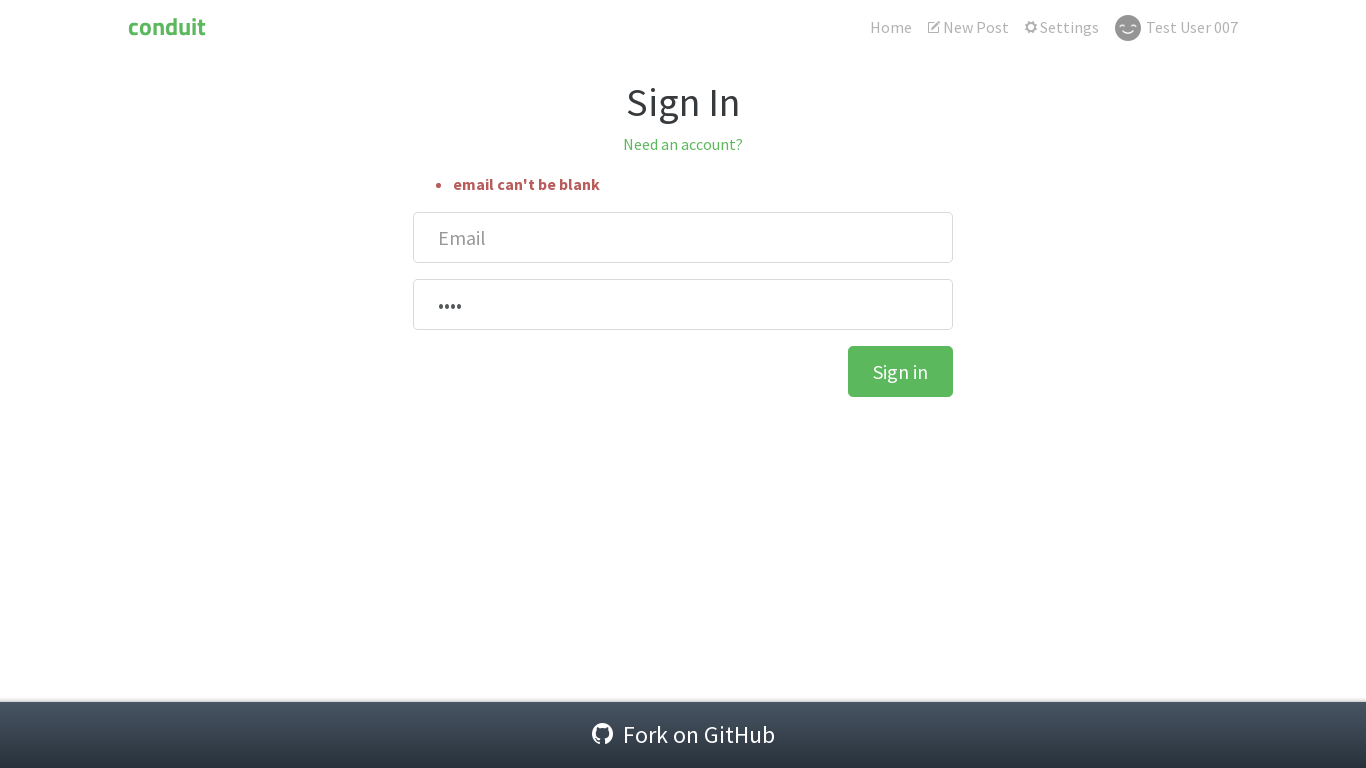 conduit
Home New Post Settings Test User 007
Sign In
Need an account?
• email can't be blank
Email
••••
Sign in
Fork on GitHub